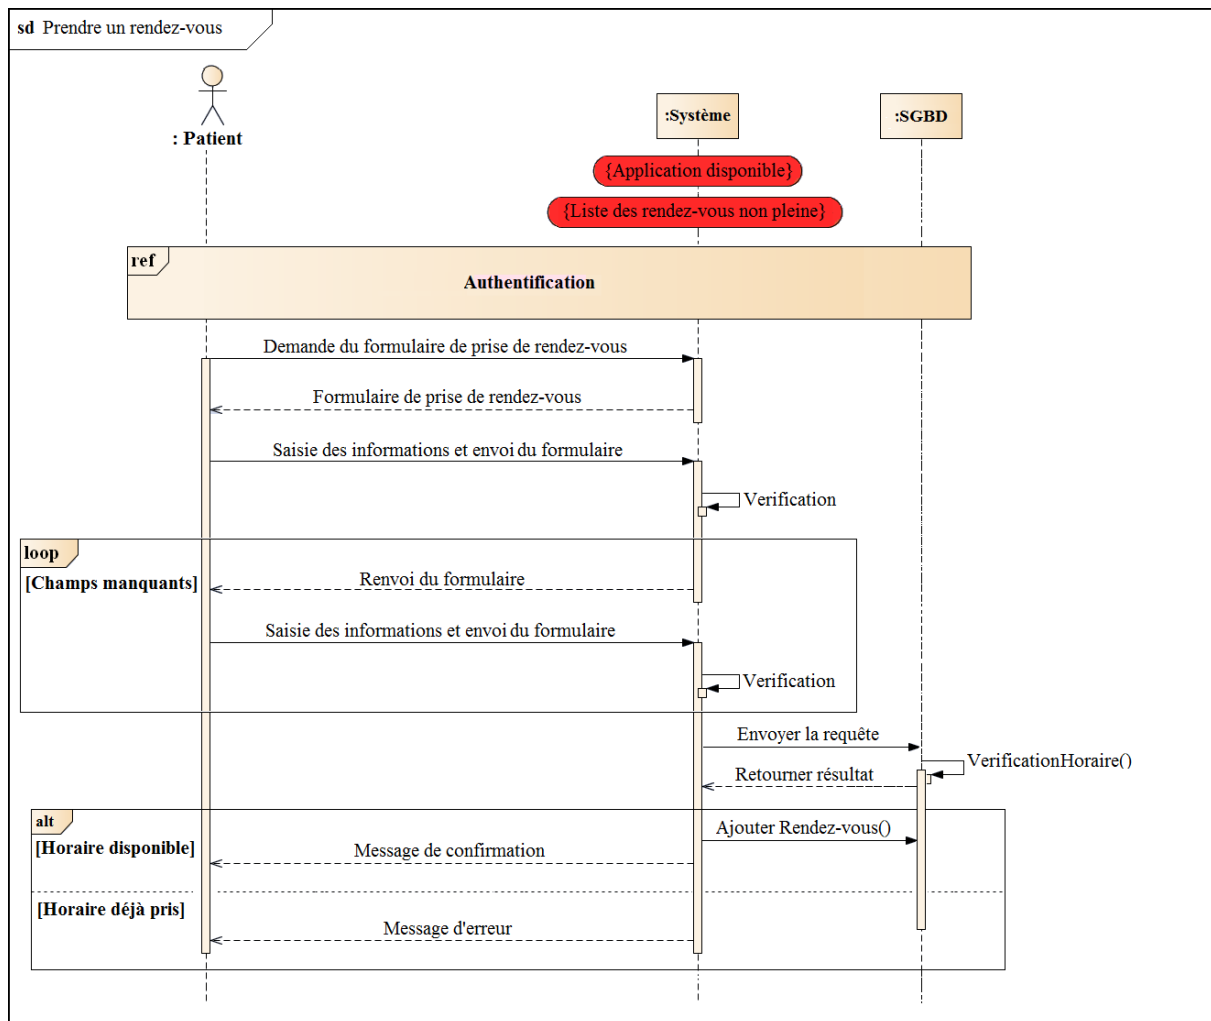 sd Prendre un rendez-vous
: Patient
:Système
:SGBD
{Application disponible}
{Liste des rendez-vous non pleine}
ref
Authentification
Demande du formulaire de prise de rendez-vous
Formulaire de prise de rendez-vous
Saisie des informations et envoi du formulaire
Verification
loop
[Champs manquants]
Renvoi du formulaire
Saisie des informations et envoi du formulaire
Verification
Envoyer la requête
VerificationHoraire()
Retourner résultat
alt
[Horaire disponible]
Ajouter Rendez-vous()
Message de confirmation
[Horaire déjà pris]
Message d'erreur